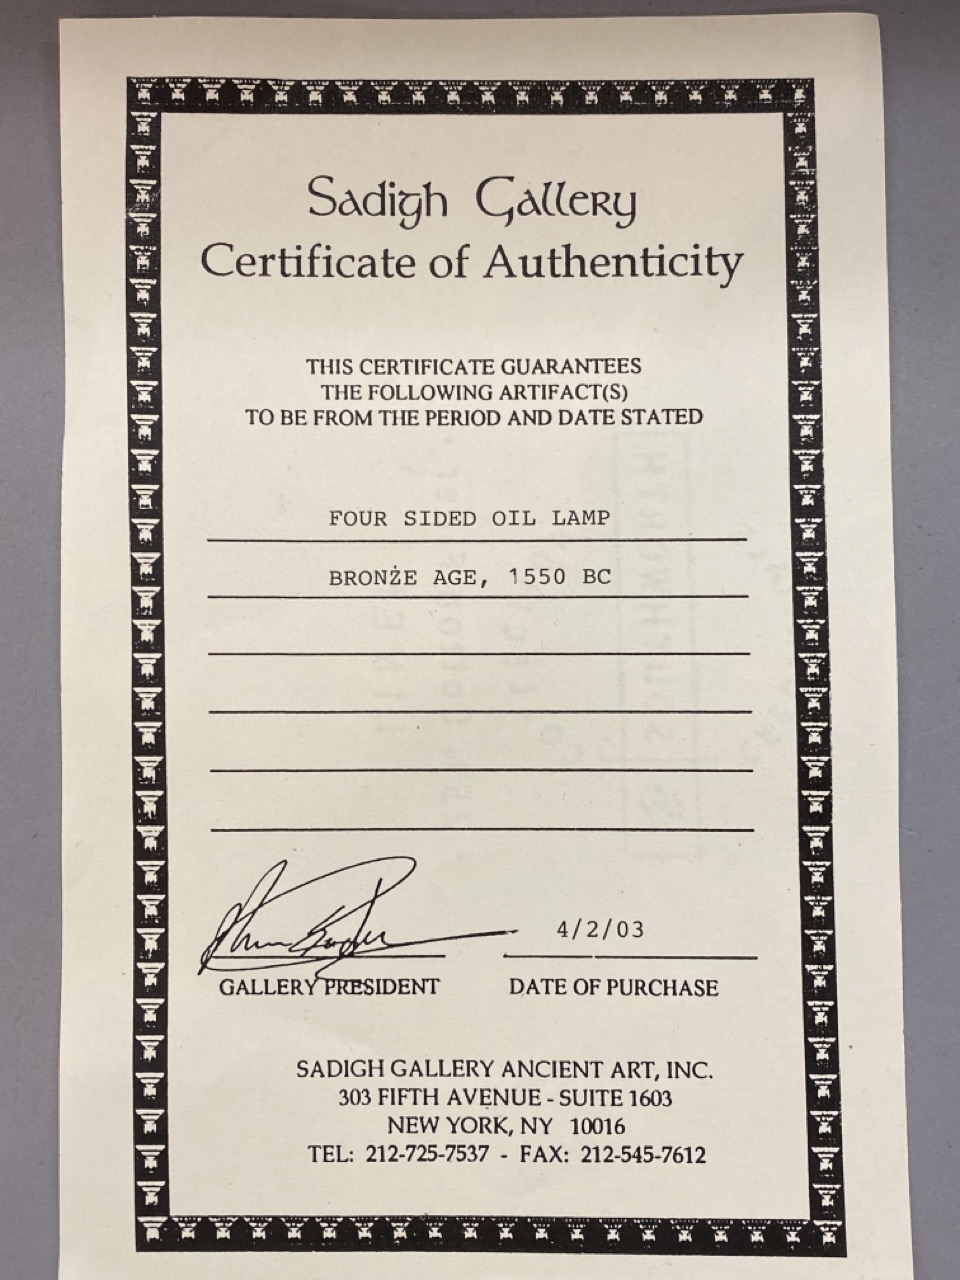 Sadigh Gallery
Certificate of Authenticity
THIS CERTIFICATE GUARANTEES
THE FOLLOWING ARTIFACT(S)
TO BE FROM THE PERIOD AND DATE STATED
FOUR SIDED OIL LAMP
BRONZE AGE, 1550 BC
4/2/03
GALLERY PRESIDENT DATE OF PURCHASE
SADIGH GALLERY ANCIENT ART, INC.
303 FIFTH AVENUE - SUITE 1603
NEW YORK, NY 10016
TEL: 212-725-7537 - FAX: 212-545-7612